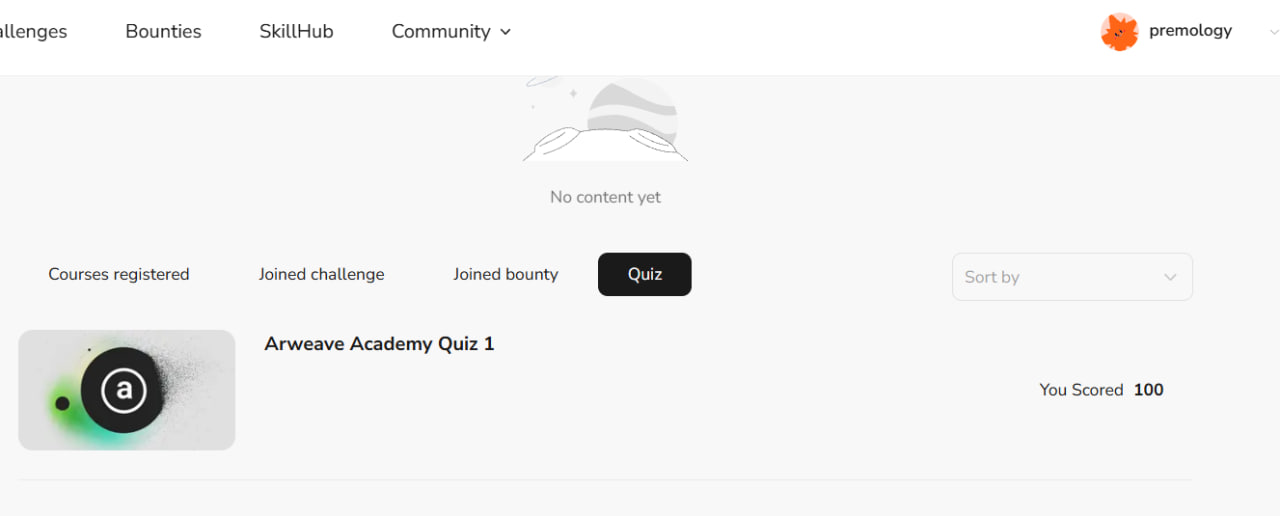 Bounties
SkillHub
Community
premology
No content yet
Courses registered
Joined challenge
Joined bounty
Quiz
Sort by
Arweave Academy Quiz 1
a
You Scored 100